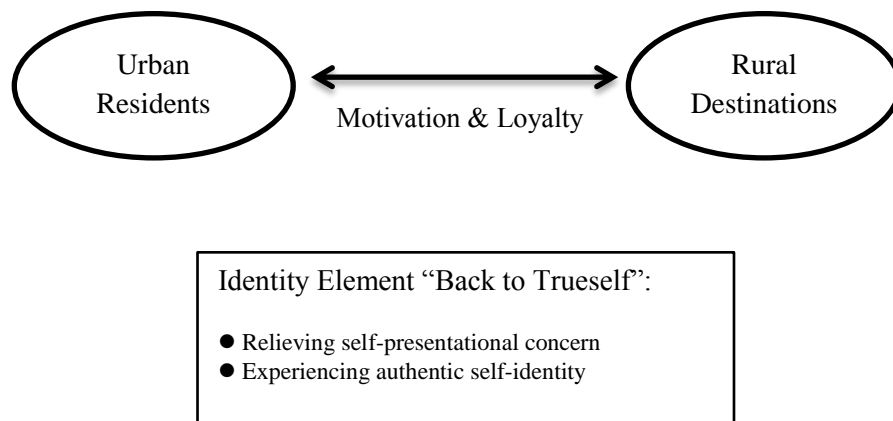 Urban
Residents
Rural
Destinations
Motivation & Loyalty
Identity Element “Back to Trueself”:
● Relieving self-presentational concern
● Experiencing authentic self-identity